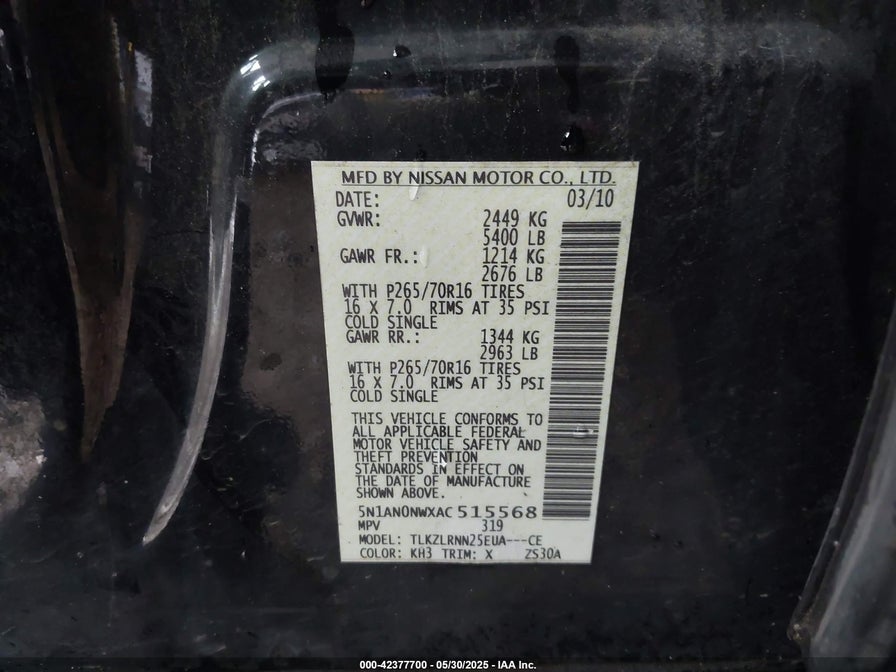 MFD BY NISSAN MOTOR CO., LTD.
DATE: 03/10
GVWR: 2449 KG
5400 LB
GAWR FR.: 1214 KG
2676 LB
WITH P265/70R16 TIRES
16 X 7.0 RIMS AT 35 PSI
COLD SINGLE
GAWR RR.: 1344 KG
2963 LB
WITH P265/70R16 TIRES
16 X 7.0 RIMS AT 35 PSI
COLD SINGLE
THIS VEHICLE CONFORMS TO
ALL APPLICABLE FEDERAL
MOTOR VEHICLE SAFETY AND
THEFT PREVENTION
STANDARDS IN EFFECT ON
THE DATE OF MANUFACTURE
SHOWN ABOVE.
5N1AN0NWXAC515568
MPV 319
MODEL: TLKZLRNN25EUA---CE
COLOR: KH3 TRIM: X ZS30A
000-42377700 - 05/30/2025 - IAA Inc.